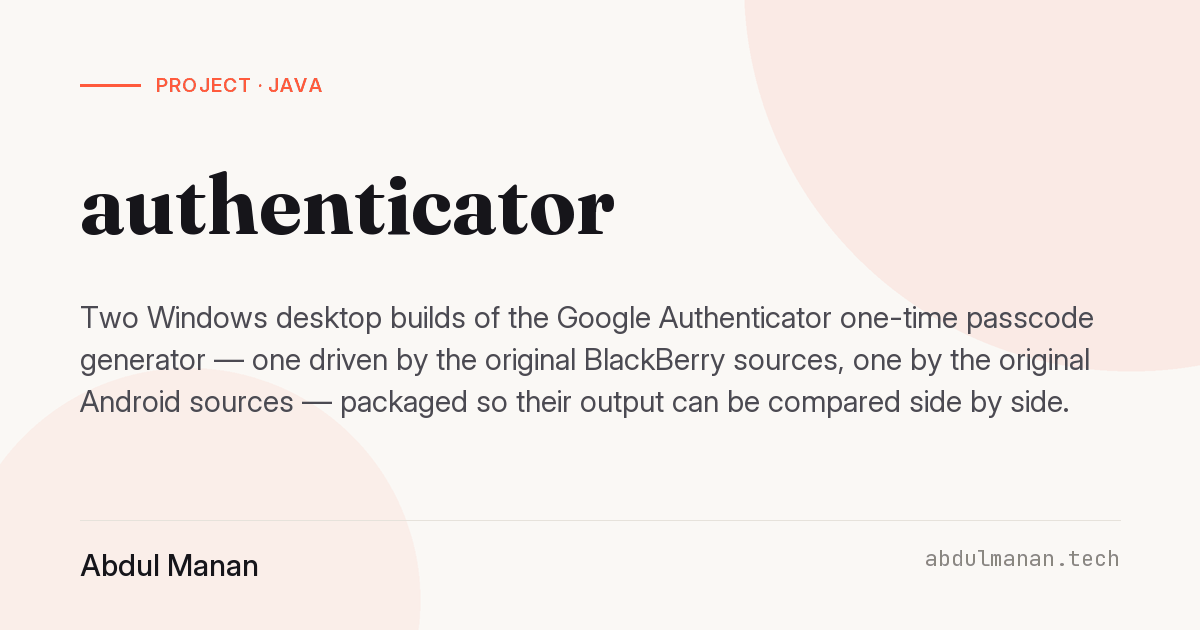 PROJECT · JAVA
authenticator
Two Windows desktop builds of the Google Authenticator one-time passcode
generator — one driven by the original BlackBerry sources, one by the original
Android sources — packaged so their output can be compared side by side.
Abdul Manan
abdulmanan.tech